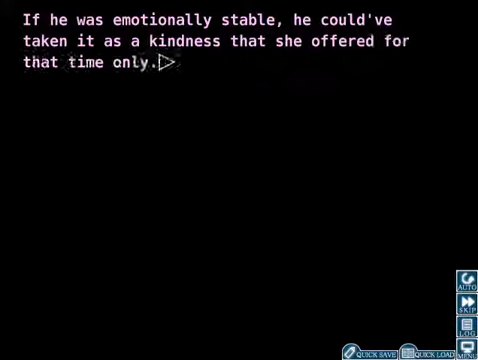 If he was emotionally stable, he could've
taken it as a kindness that she offered for
that time only.
AUTO
SKIP
LOG
MENU
QUICK SAVE
QUICK LOAD